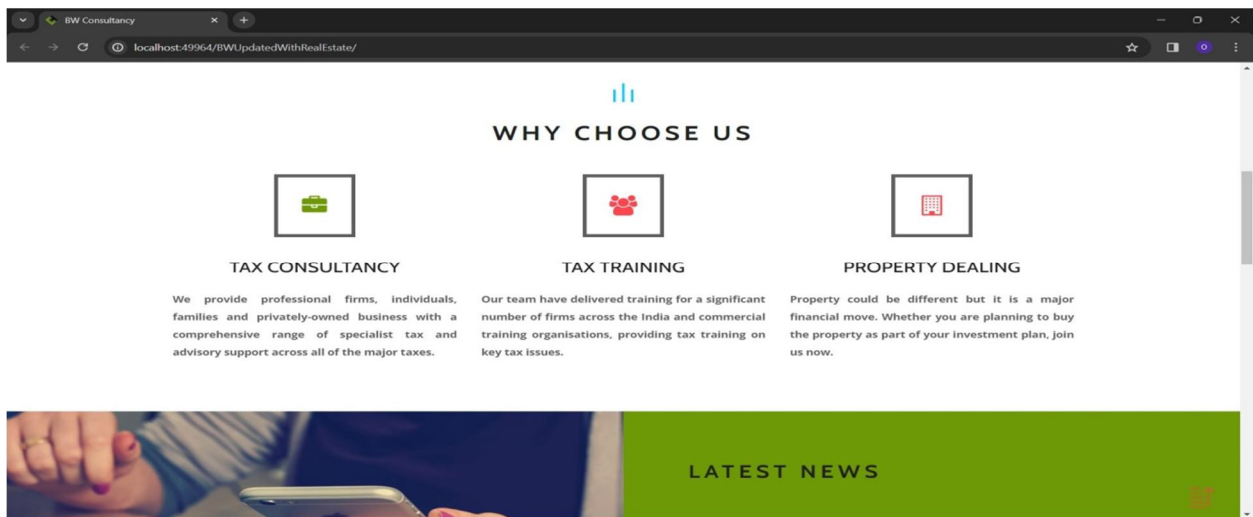 BW Consultancy
localhost:49964/BWUpdatedWithRealEstate/
O
WHY CHOOSE US
TAX CONSULTANCY
We provide professional firms, individuals,
families and privately-owned business with a
comprehensive range of specialist tax and
advisory support across all of the major taxes.
TAX TRAINING
Our team have delivered training for a significant
number of firms across the India and commercial
training organisations, providing tax training on
key tax issues.
PROPERTY DEALING
Property could be different but it is a major
financial move. Whether you are planning to buy
the property as part of your investment plan, join
us now.
LATEST NEWS